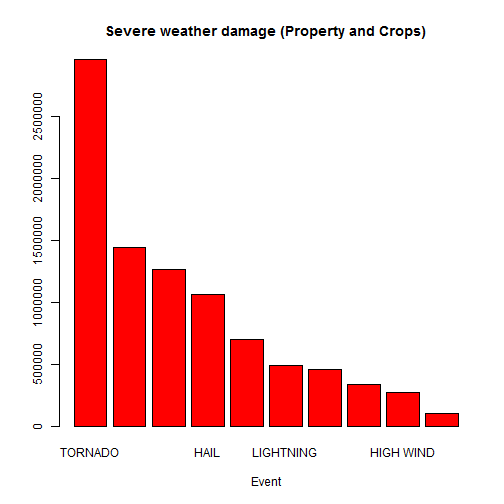 Severe weather damage (Property and Crops)
2500000
2000000
1500000
1000000
500000
0
TORNADO HAIL LIGHTNING HIGH WIND
Event